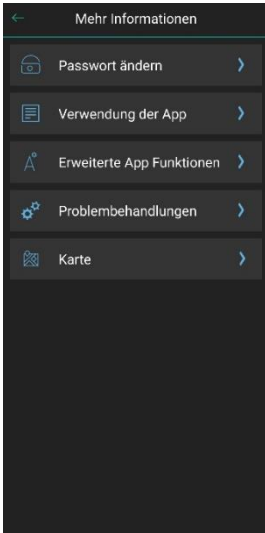 Mehr Informationen
Passwort ändern
Verwendung der App
Erweiterte App Funktionen
Problembehandlungen
Karte